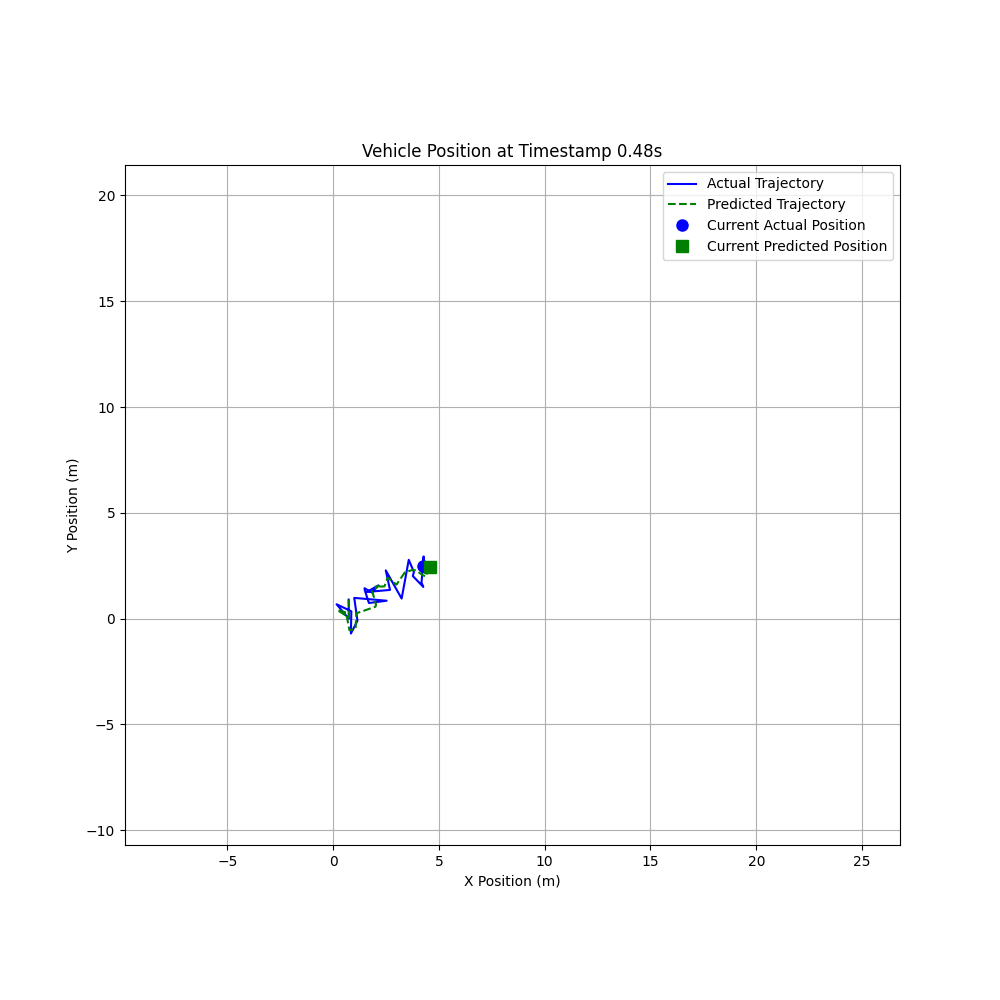 Vehicle Position at Timestamp 0.48s
Actual Trajectory
Predicted Trajectory
Current Actual Position
Current Predicted Position
20
15
10
5
0
−5
−10
Y Position (m)
−5 0 5 10 15 20 25
X Position (m)